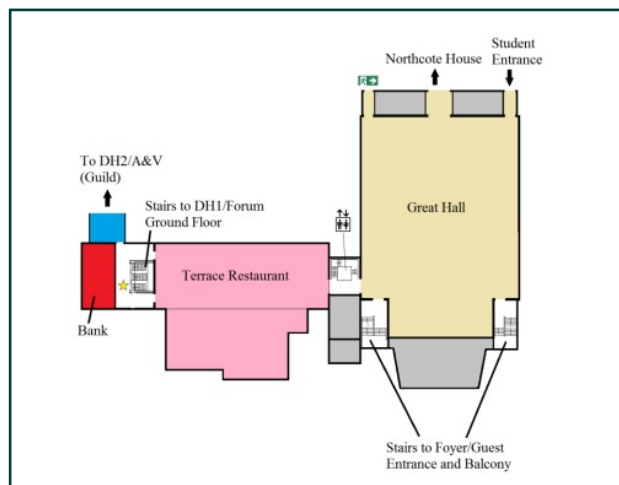 Northcote House
Student
Entrance
To DH2/A&V
(Guild)
Stairs to DH1/Forum
Ground Floor
Great Hall
Terrace Restaurant
Bank
Stairs to Foyer/Guest
Entrance and Balcony